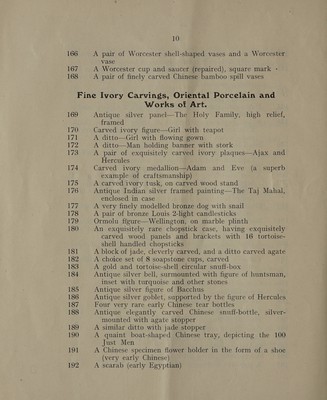 10
166 A pair of Worcester shell-shaped vases and a Worcester
vase
167 A Worcester cup and saucer (repaired), square mark -
168 A pair of finely carved Chinese bamboo spill vases
Fine Ivory Carvings, Oriental Porcelain and
Works of Art.
169 Antique silver panel—The Holy Family, high relief,
framed
170 Carved ivory figure—Girl with teapot
171 A ditto—Girl with flowing gown
172 A ditto—Man holding banner with stork
173 A pair of exquisitely carved ivory plaques—Ajax and
Hercules
174 Carved ivory medallion—Adam and Eve (a superb
example of craftsmanship)
175 A carved ivory tusk, on carved wood stand
176 Antique Indian silver framed painting—The Taj Mahal,
enclosed in case
177 A very finely modelled bronze dog with snail
178 A pair of bronze Louis 2-light candlesticks
179 Ormolu figure—Wellington, on marble plinth
180 An exquisitely rare chopstick case, having exquisitely
carved wood panels and brackets with 16 tortoise-
shell handled chopsticks
181 A block of jade, cleverly carved, and a ditto carved agate
182 A choice set of 8 soapstone cups, carved
183 A gold and tortoise-shell circular snuff-box
184 Antique silver bell, surmounted with figure of huntsman,
inset with turquoise and other stones
185 Antique silver figure of Bacchus
186 Antique silver goblet, supported by the figure of Hercules
187 Four very rare early Chinese tear bottles
188 Antique elegantly carved Chinese snuff-bottle, silver-
mounted with agate stopper
189 A similar ditto with jade stopper
190 A quaint boat-shaped Chinese tray, depicting the 100
Just Men
191 A Chinese specimen flower holder in the form of a shoe
(very early Chinese)
192 A scarab (early Egyptian)